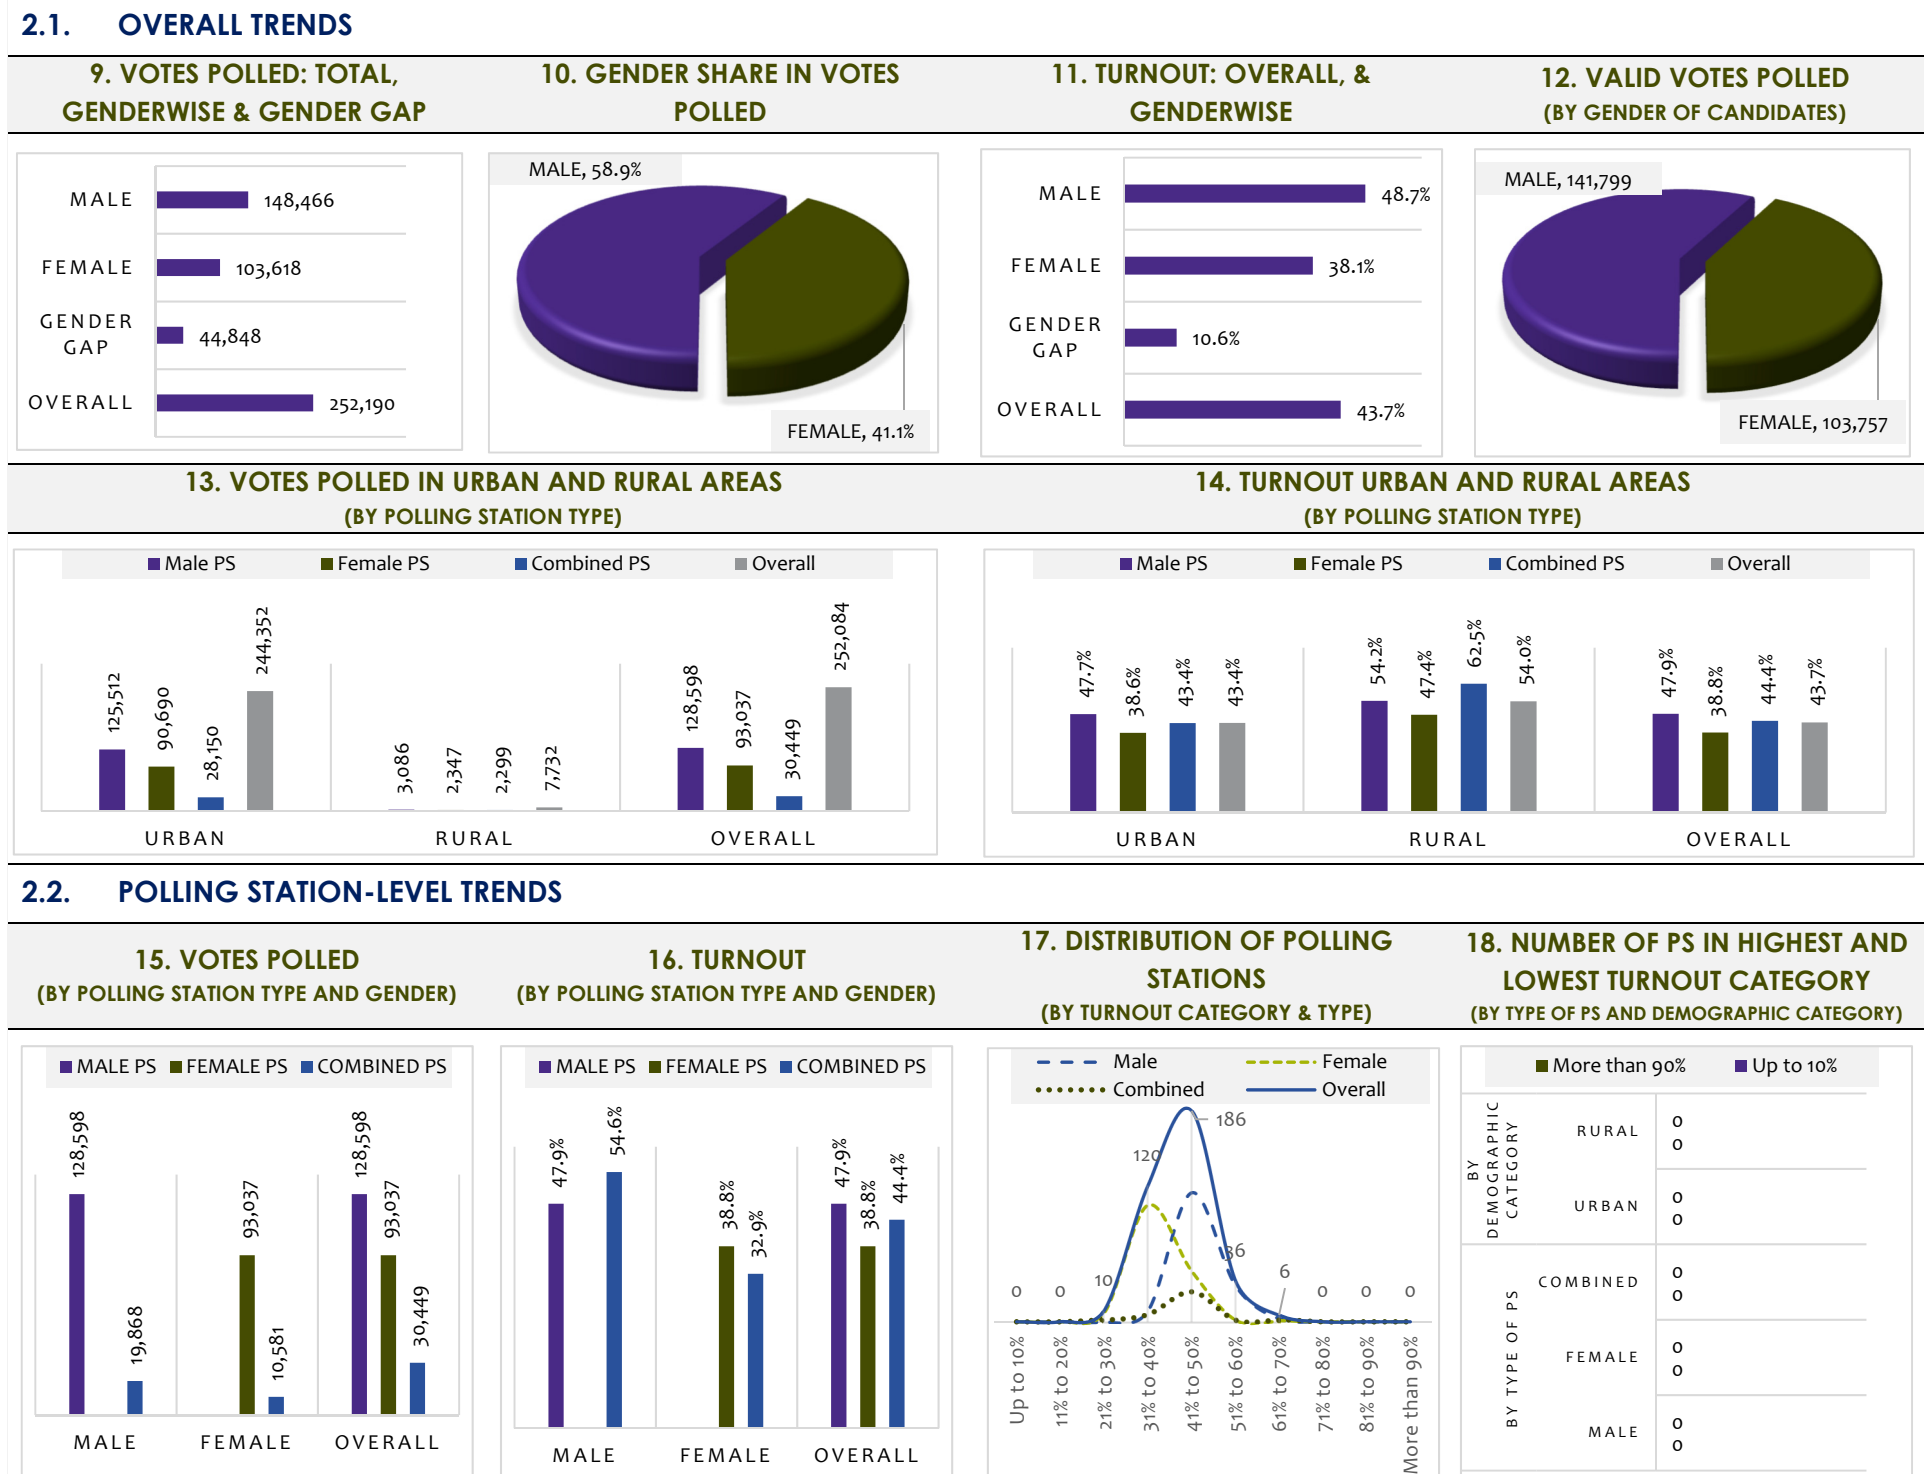 2.1. OVERALL TRENDS
9. VOTES POLLED: TOTAL,
GENDERWISE & GENDER GAP
10. GENDER SHARE IN VOTES
POLLED
11. TURNOUT: OVERALL, &
GENDERWISE
12. VALID VOTES POLLED
(BY GENDER OF CANDIDATES)
MALE
148,466
FEMALE
103,618
GENDER
GAP
44,848
OVERALL
252,190
MALE, 58.9%
FEMALE, 41.1%
MALE
48.7%
FEMALE
38.1%
GENDER
GAP
10.6%
OVERALL
43.7%
MALE, 141,799
FEMALE, 103,757
13. VOTES POLLED IN URBAN AND RURAL AREAS
(BY POLLING STATION TYPE)
14. TURNOUT URBAN AND RURAL AREAS
(BY POLLING STATION TYPE)
Male PS Female PS Combined PS Overall
125,512
90,690
28,150
244,352
3,086
2,347
2,299
7,732
128,598
93,037
30,449
252,084
URBAN RURAL OVERALL
Male PS Female PS Combined PS Overall
47.7%
38.6%
43.4%
43.4%
54.2%
47.4%
62.5%
54.0%
47.9%
38.8%
44.4%
43.7%
URBAN RURAL OVERALL
2.2. POLLING STATION-LEVEL TRENDS
15. VOTES POLLED
(BY POLLING STATION TYPE AND GENDER)
16. TURNOUT
(BY POLLING STATION TYPE AND GENDER)
17. DISTRIBUTION OF POLLING
STATIONS
(BY TURNOUT CATEGORY & TYPE)
18. NUMBER OF PS IN HIGHEST AND
LOWEST TURNOUT CATEGORY
(BY TYPE OF PS AND DEMOGRAPHIC CATEGORY)
MALE PS FEMALE PS COMBINED PS
128,598
19,868
93,037
10,581
128,598
93,037
30,449
MALE FEMALE OVERALL
MALE PS FEMALE PS COMBINED PS
47.9%
54.6%
38.8%
32.9%
47.9%
38.8%
44.4%
MALE FEMALE OVERALL
Male Female
Combined Overall
0
0
10
120
186
36
6
0
0
0
Up to 10%
11% to 20%
21% to 30%
31% to 40%
41% to 50%
51% to 60%
61% to 70%
71% to 80%
81% to 90%
More than 90%
More than 90% Up to 10%
BY
DEMOGRAPHIC
CATEGORY
RURAL
0
0
URBAN
0
0
BY TYPE OF PS
COMBINED
0
0
FEMALE
0
0
MALE
0
0